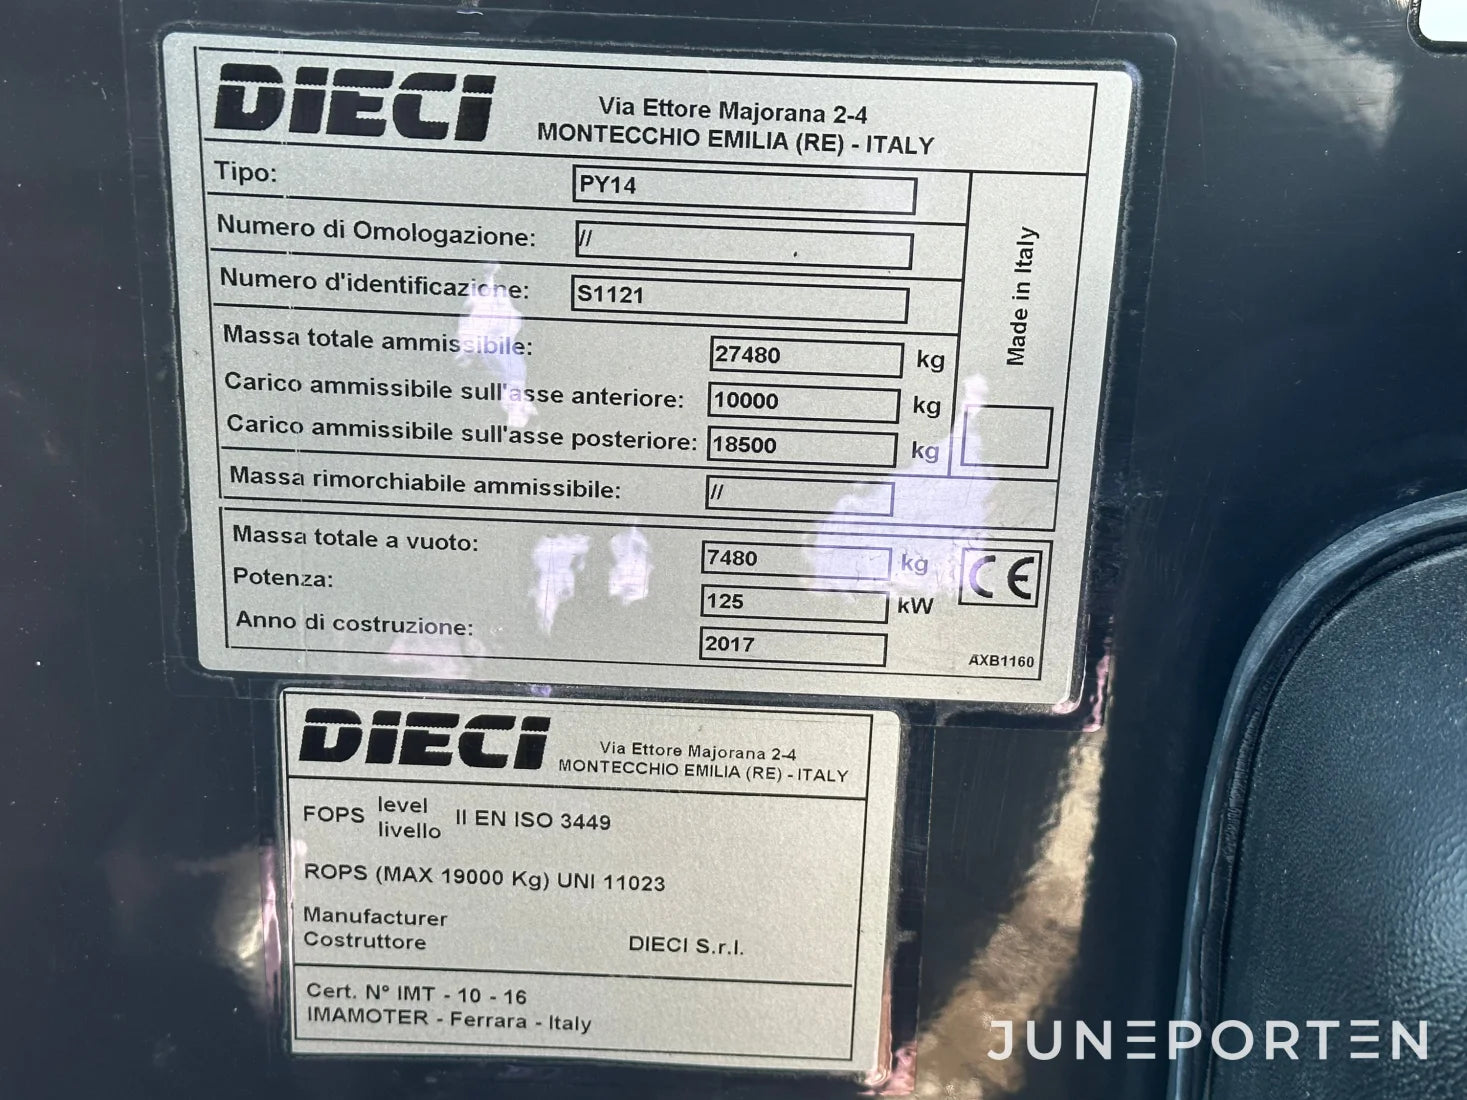 DIECI
Via Ettore Majorana 2-4
MONTECCHIO EMILIA (RE) - ITALY
Tipo: PY14
Numero di Omologazione: //
Numero d'identificazione: S1121
Made in Italy
Massa totale ammissibile: 27480 kg
Carico ammissibile sull'asse anteriore: 10000 kg
Carico ammissibile sull'asse posteriore: 18500 kg
Massa rimorchiabile ammissibile: //
Massa totale a vuoto: 7480 kg
Potenza: 125 kW
Anno di costruzione: 2017
CE
AXB1160
DIECI
Via Ettore Majorana 2-4
MONTECCHIO EMILIA (RE) - ITALY
FOPS level livello II EN ISO 3449
ROPS (MAX 19000 Kg) UNI 11023
Manufacturer
Costruttore DIECI S.r.l.
Cert. N° IMT - 10 - 16
IMAMOTER - Ferrara - Italy
JUNEPORTEN